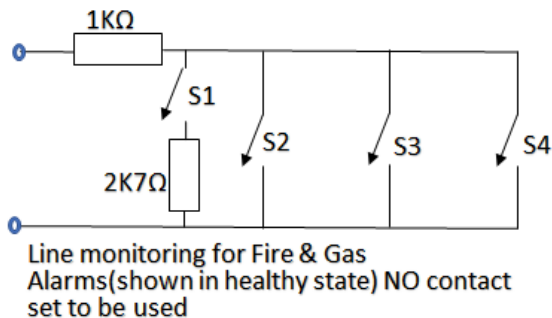 1KΩ
S1
S2
S3
S4
2K7Ω
Line monitoring for Fire & Gas
Alarms(shown in healthy state) NO contact
set to be used